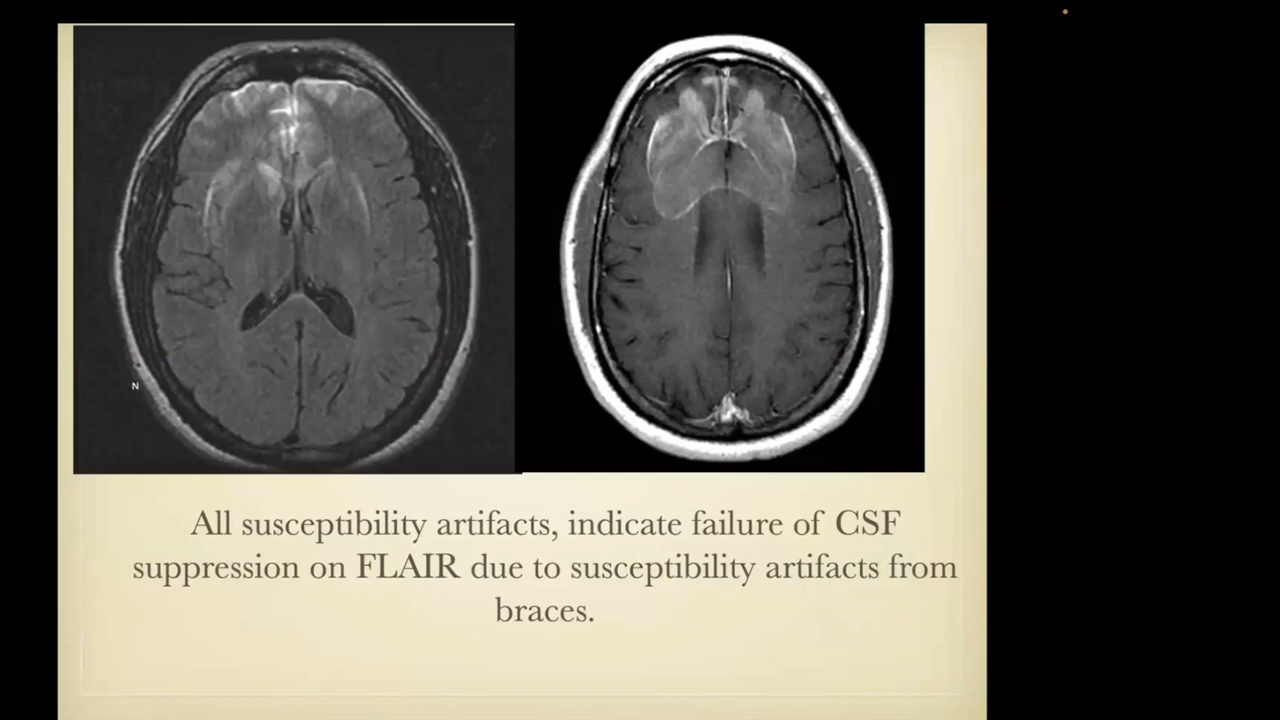 N
All susceptibility artifacts, indicate failure of CSF
suppression on FLAIR due to susceptibility artifacts from
braces.